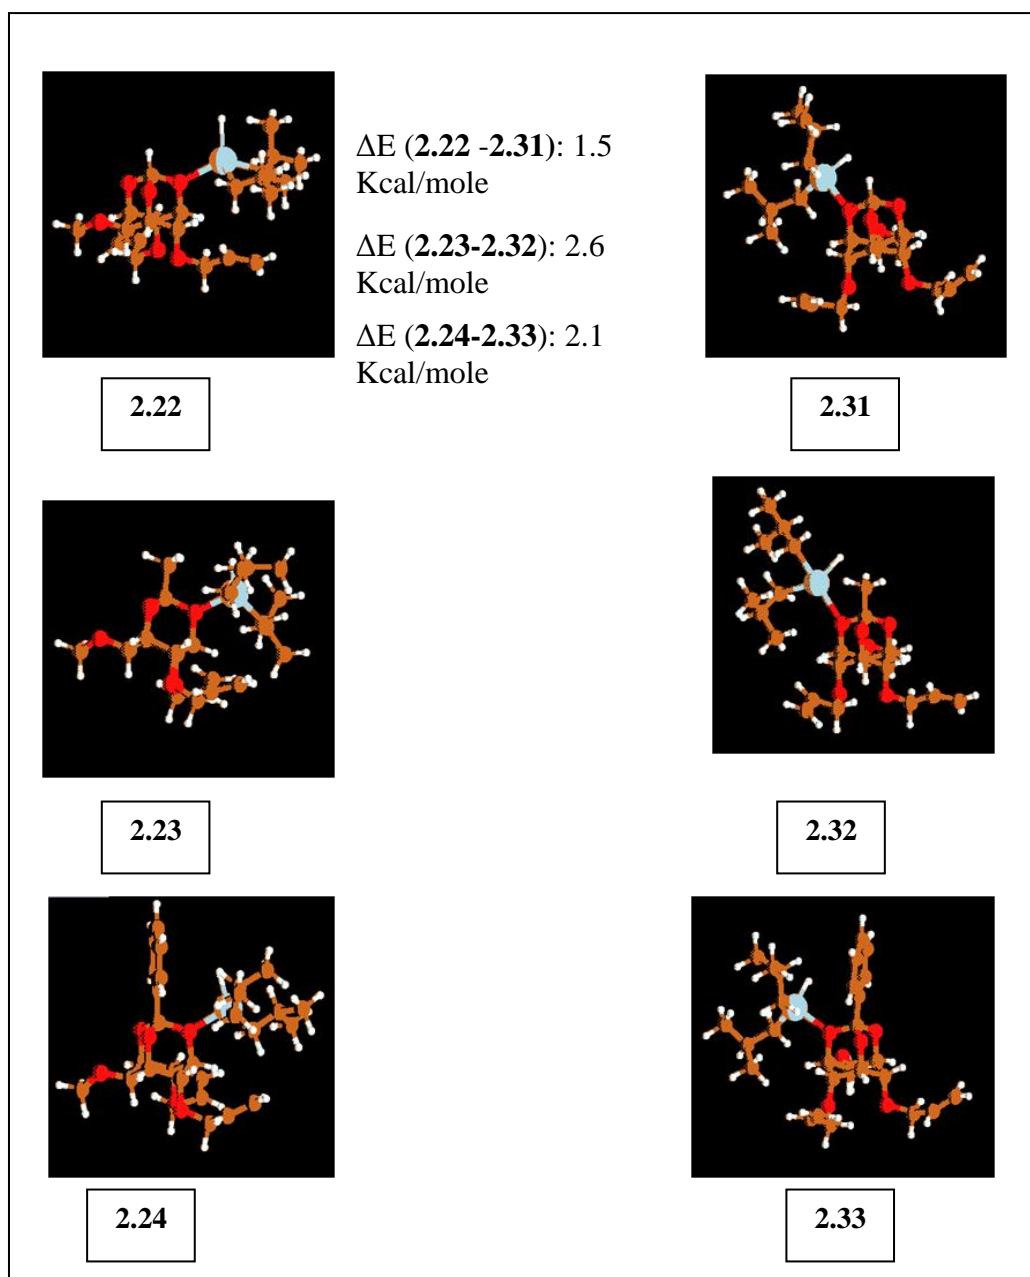 ΔE (2.22 -2.31): 1.5
Kcal/mole
ΔE (2.23-2.32): 2.6
Kcal/mole
ΔE (2.24-2.33): 2.1
Kcal/mole
2.22
2.31
2.23
2.32
2.24
2.33